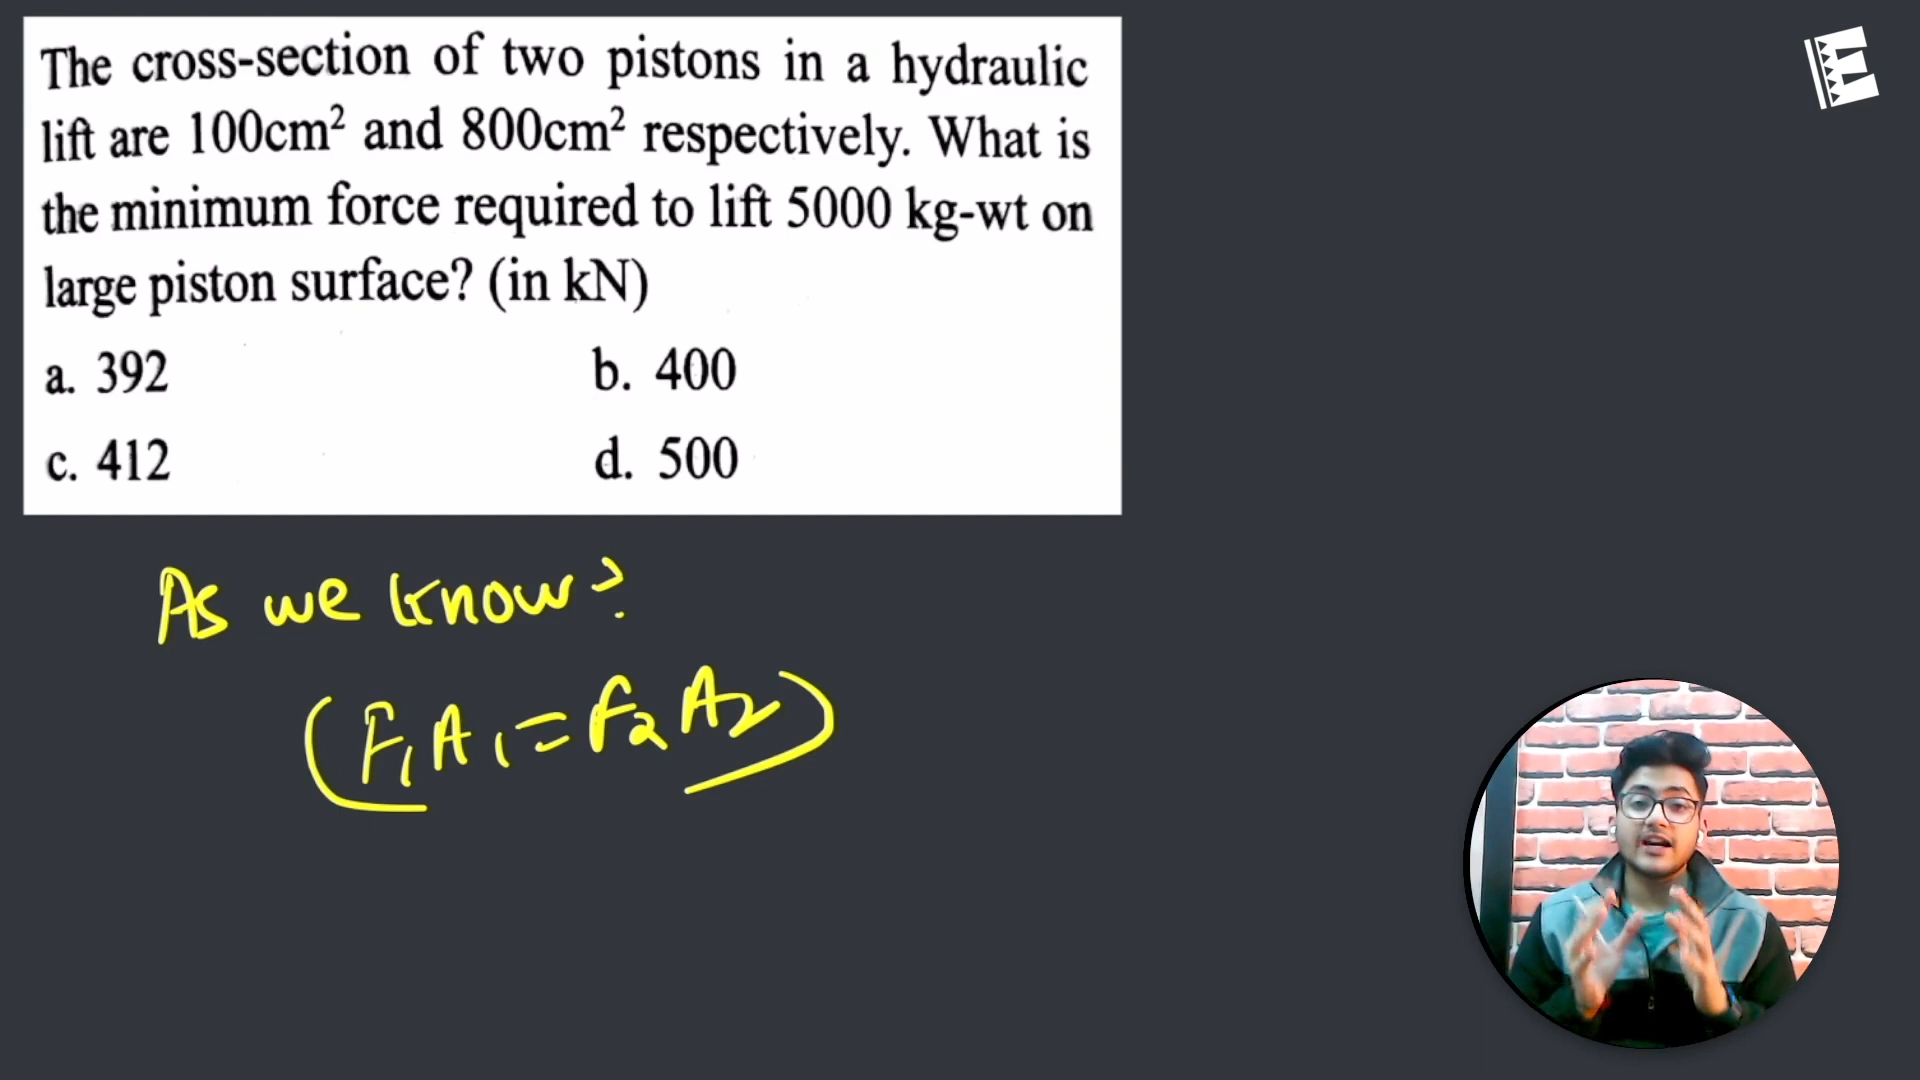 The cross-section of two pistons in a hydraulic
lift are 100cm² and 800cm² respectively. What is
the minimum force required to lift 5000 kg-wt on
large piston surface? (in kN)
a. 392 b. 400
c. 412 d. 500
As we know?
(F₁A₁=F₂A₂)
E